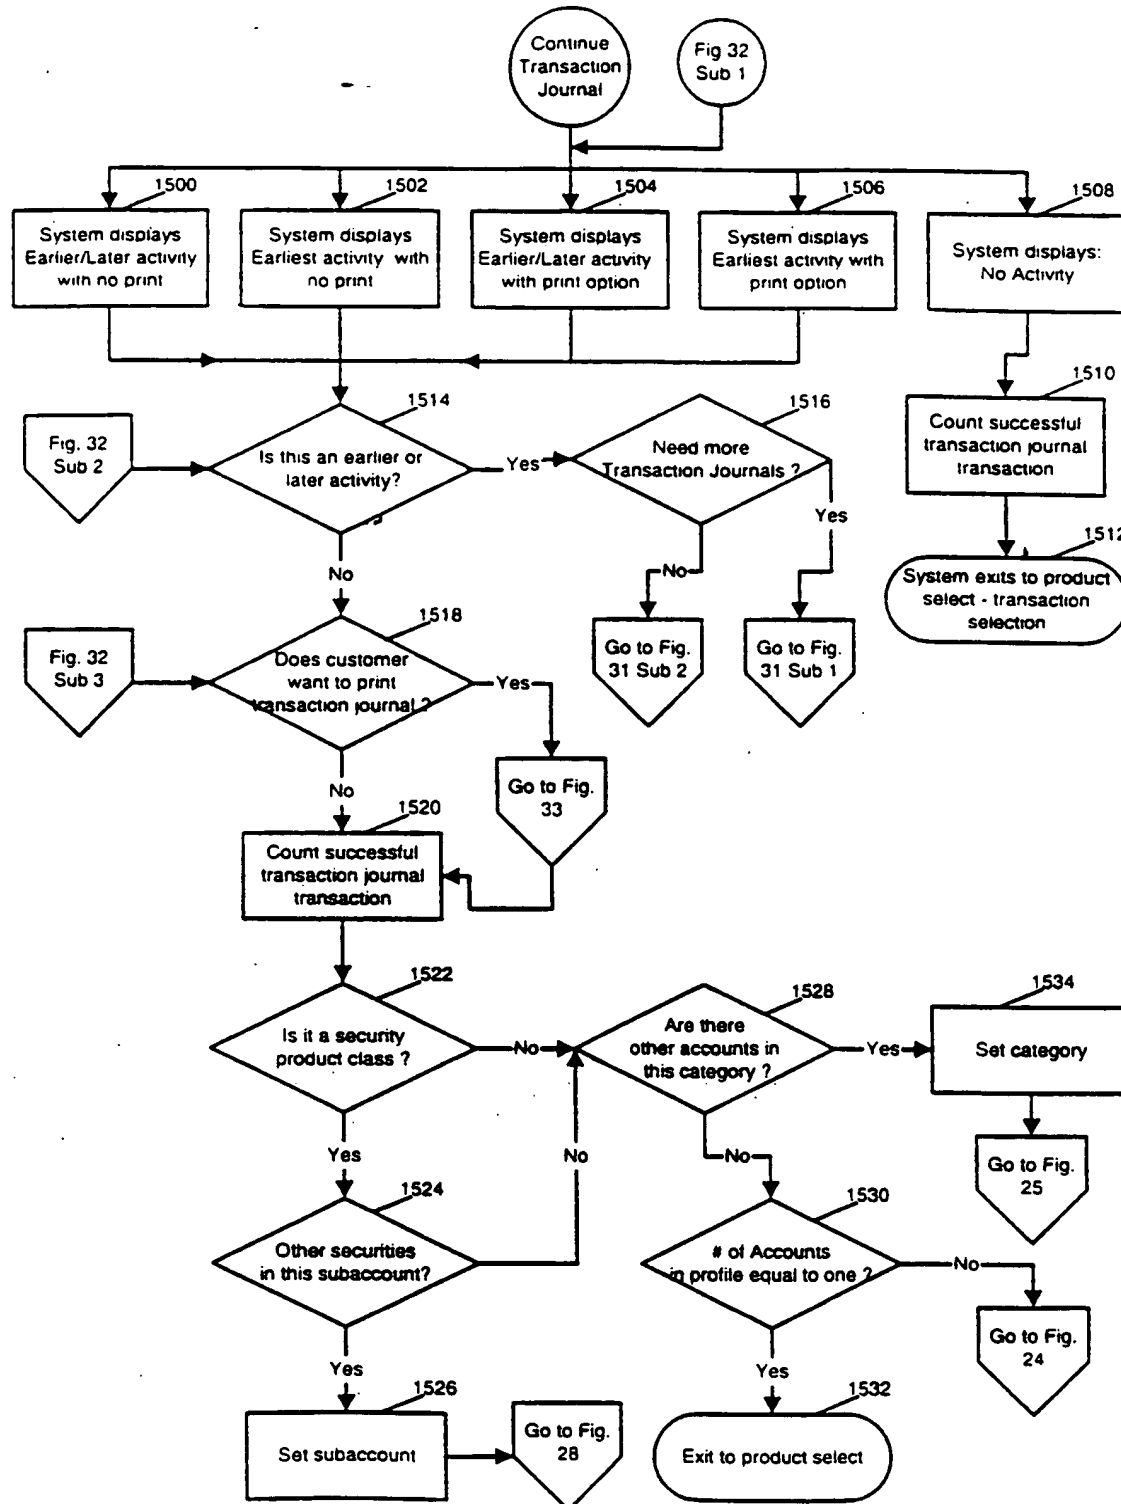 Continue
Transaction
Journal
Fig 32
Sub 1
1500
1502
1504
1506
1508
System displays
Earlier/Later activity
with no print
System displays
Earliest activity with
no print
System displays
Earlier/Later activity
with print option
System displays
Earliest activity with
print option
System displays:
No Activity
1510
Count successful
transaction journal
transaction
1512
System exits to product
select - transaction
selection
Fig. 32
Sub 2
1514
Is this an earlier or
later activity?
Yes
1516
Need more
Transaction Journals ?
Yes
No
No
Go to Fig.
31 Sub 2
Go to Fig.
31 Sub 1
Fig. 32
Sub 3
1518
Does customer
want to print
transaction journal ?
Yes
No
Go to Fig.
33
1520
Count successful
transaction journal
transaction
1522
Is it a security
product class ?
No
Yes
1528
Are there
other accounts in
this category ?
Yes
No
1534
Set category
Go to Fig.
25
1524
Other securities
in this subaccount?
No
Yes
1530
# of Accounts
in profile equal to one ?
No
Yes
Go to Fig.
24
1526
Set subaccount
Go to Fig.
28
1532
Exit to product select